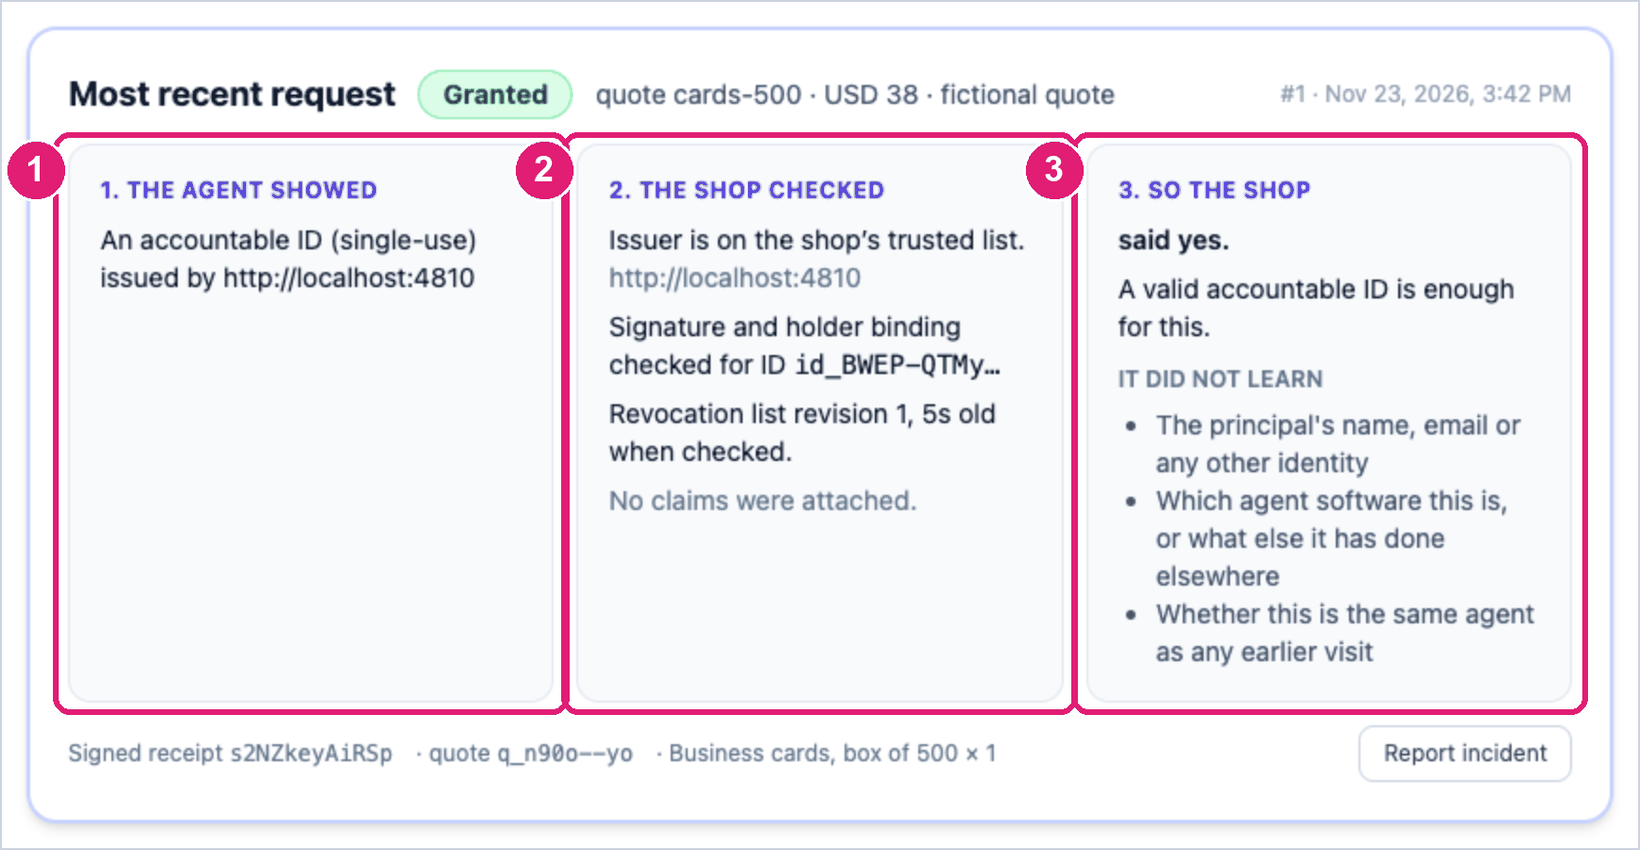 Most recent request Granted quote cards-500 · USD 38 · fictional quote #1 · Nov 23, 2026, 3:42 PM
1
1. THE AGENT SHOWED
An accountable ID (single-use)
issued by http://localhost:4810
2
2. THE SHOP CHECKED
Issuer is on the shop’s trusted list.
http://localhost:4810
Signature and holder binding
checked for ID id_BWEP-QTMy…
Revocation list revision 1, 5s old
when checked.
No claims were attached.
3
3. SO THE SHOP
said yes.
A valid accountable ID is enough
for this.
IT DID NOT LEARN
• The principal's name, email or
any other identity
• Which agent software this is,
or what else it has done
elsewhere
• Whether this is the same agent
as any earlier visit
Signed receipt s2NZkeyAiRSp · quote q_n90o--yo · Business cards, box of 500 × 1
Report incident